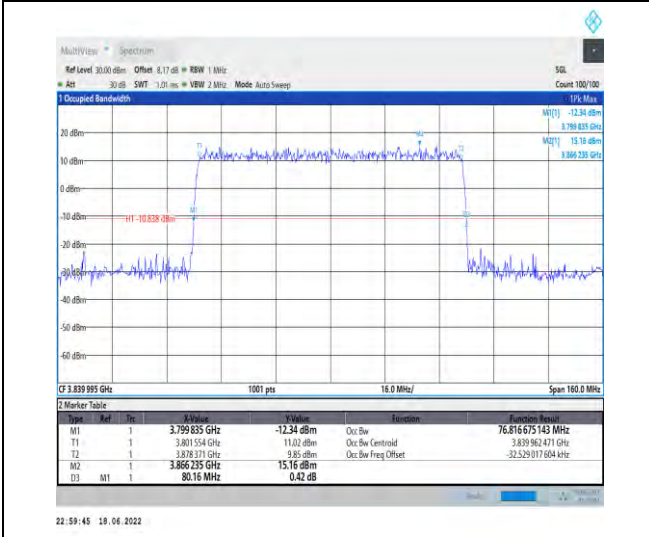 MultiView Spectrum
Ref Level 30.00 dBm Offset 8.17 dB RBW 1 MHz SGL
Att 30 dB SWT 1.01 ms VBW 2 MHz Mode Auto Sweep Count 100/100
1 Occupied Bandwidth 1Pk Max
M1[1] -12.34 dBm
3.799 835 GHz
20 dBm
M2[1] 15.16 dBm
3.866 235 GHz
T1 M2 T2
10 dBm
0 dBm
M1
-10 dBm H1 -10.838 dBm
D3
-20 dBm
-30 dBm
-40 dBm
-50 dBm
-60 dBm
CF 3.839 995 GHz 1001 pts 16.0 MHz/ Span 160.0 MHz
2 Marker Table
Type Ref Trc X-Value Y-Value Function Function Result
M1 1 3.799 835 GHz -12.34 dBm Occ Bw 76.816 675 143 MHz
T1 1 3.801 554 GHz 11.02 dBm Occ Bw Centroid 3.839 962 471 GHz
T2 1 3.878 371 GHz 9.85 dBm Occ Bw Freq Offset -32.529 017 604 kHz
M2 1 3.866 235 GHz 15.16 dBm
D3 M1 1 80.16 MHz 0.42 dB
22:59:45 18.06.2022